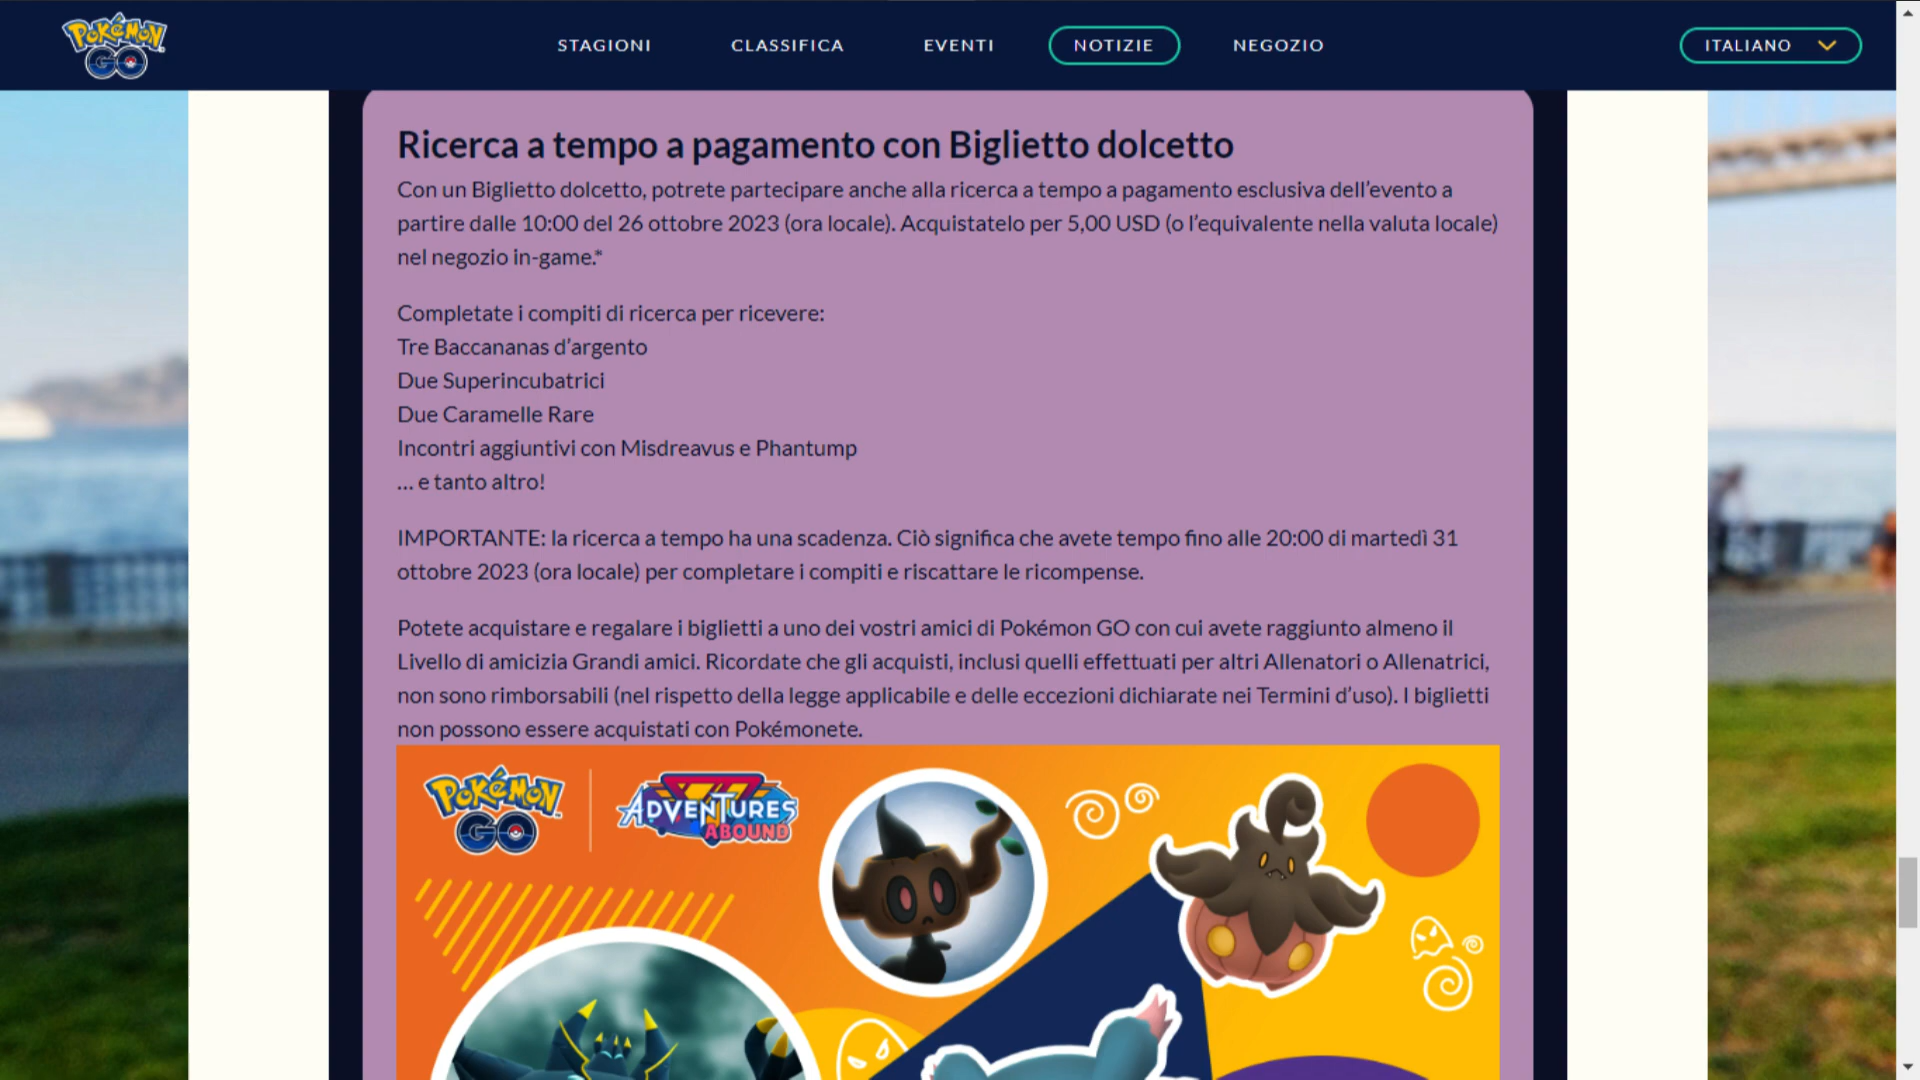 POKÉMON GO
STAGIONI
CLASSIFICA
EVENTI
NOTIZIE
NEGOZIO
ITALIANO
Ricerca a tempo a pagamento con Biglietto dolcetto
Con un Biglietto dolcetto, potrete partecipare anche alla ricerca a tempo a pagamento esclusiva dell’evento a
partire dalle 10:00 del 26 ottobre 2023 (ora locale). Acquistatelo per 5,00 USD (o l’equivalente nella valuta locale)
nel negozio in-game.*
Completate i compiti di ricerca per ricevere:
Tre Baccananas d’argento
Due Superincubatrici
Due Caramelle Rare
Incontri aggiuntivi con Misdreavus e Phantump
… e tanto altro!
IMPORTANTE: la ricerca a tempo ha una scadenza. Ciò significa che avete tempo fino alle 20:00 di martedì 31
ottobre 2023 (ora locale) per completare i compiti e riscattare le ricompense.
Potete acquistare e regalare i biglietti a uno dei vostri amici di Pokémon GO con cui avete raggiunto almeno il
Livello di amicizia Grandi amici. Ricordate che gli acquisti, inclusi quelli effettuati per altri Allenatori o Allenatrici,
non sono rimborsabili (nel rispetto della legge applicabile e delle eccezioni dichiarate nei Termini d’uso). I biglietti
non possono essere acquistati con Pokémonete.
POKÉMON GO
ADVENTURES
ABOUND